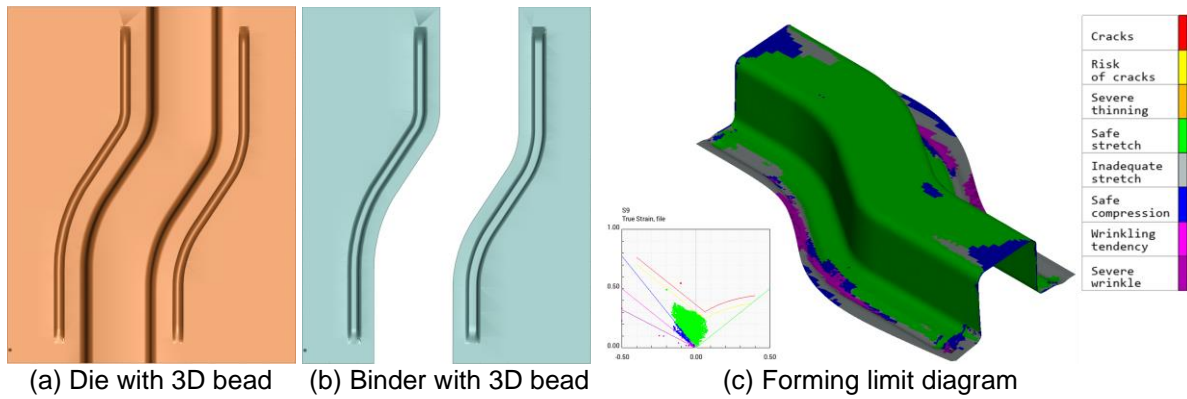 Cracks
Risk
of cracks
Severe
thinning
Safe
stretch
Inadequate
stretch
Safe
compression
Wrinkling
tendency
Severe
wrinkle
S9
True Strain, file
1.00
0.50
0.00
-0.50
0.00
0.50
(a) Die with 3D bead
(b) Binder with 3D bead
(c) Forming limit diagram